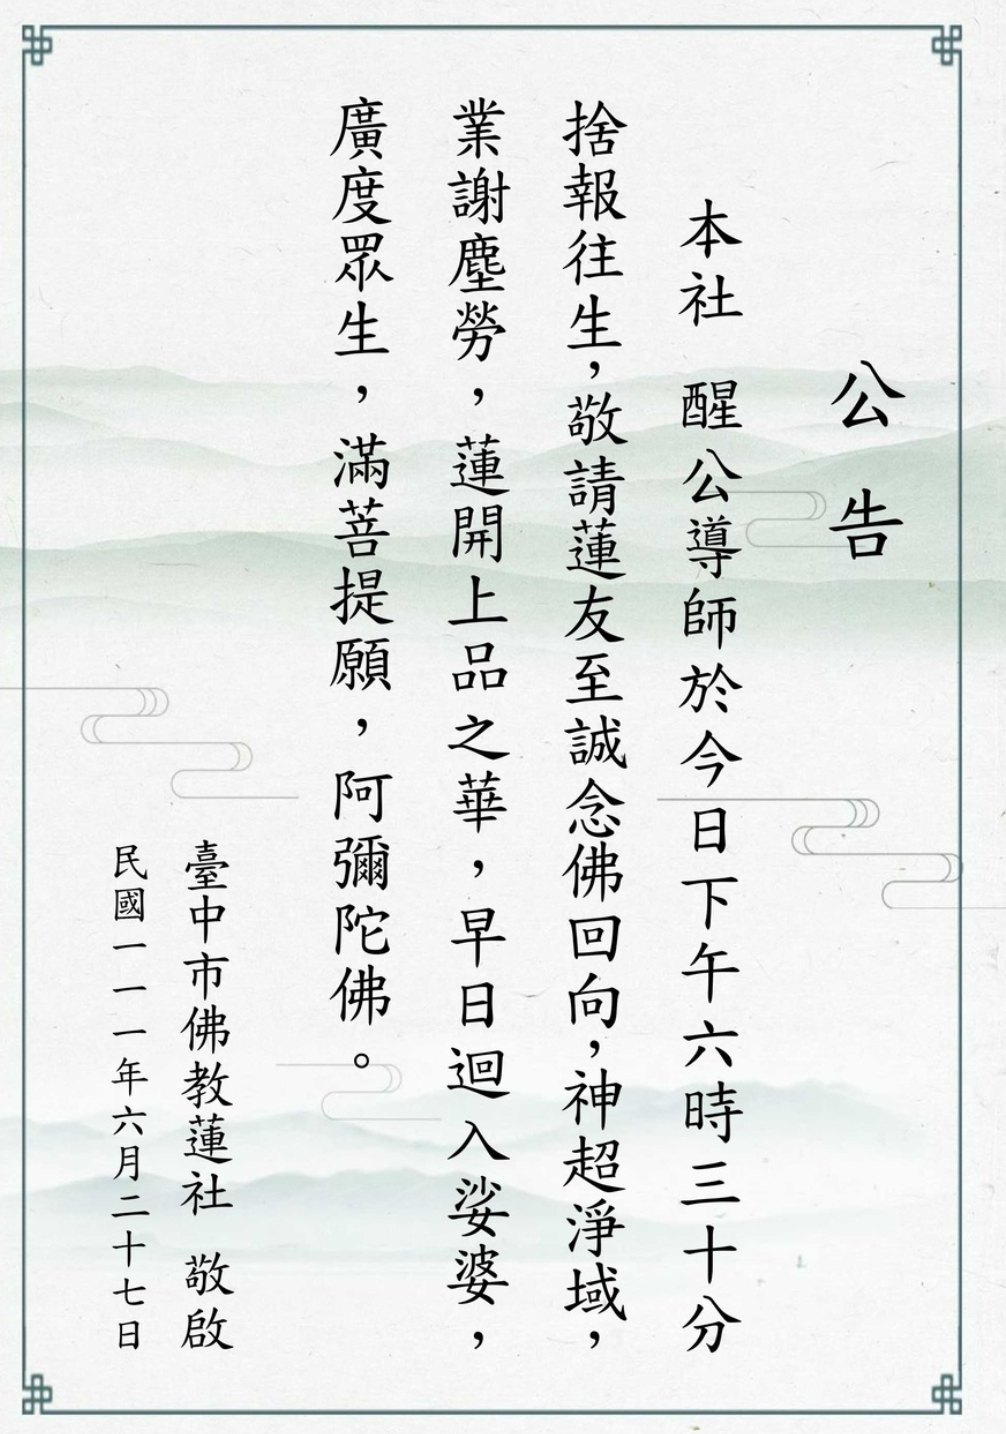 公告
本社 醒公導師於今日下午六時三十分
捨報往生，敬請蓮友至誠念佛回向，神超淨域，
業謝塵勞，蓮開上品之華，早日迴入娑婆，
廣度眾生，滿菩提願，阿彌陀佛。
臺中市佛教蓮社 敬啟
民國一一一年六月二十七日